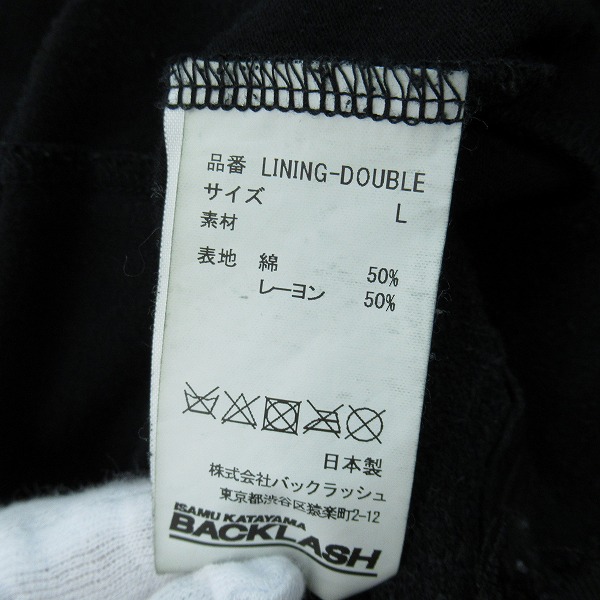 品番 LINING-DOUBLE
サイズ L
素材
表地 綿 50%
レーヨン 50%
日本製
株式会社バックラッシュ
東京都渋谷区猿楽町2-12
ISAMU KATAYAMA
BACKLASH